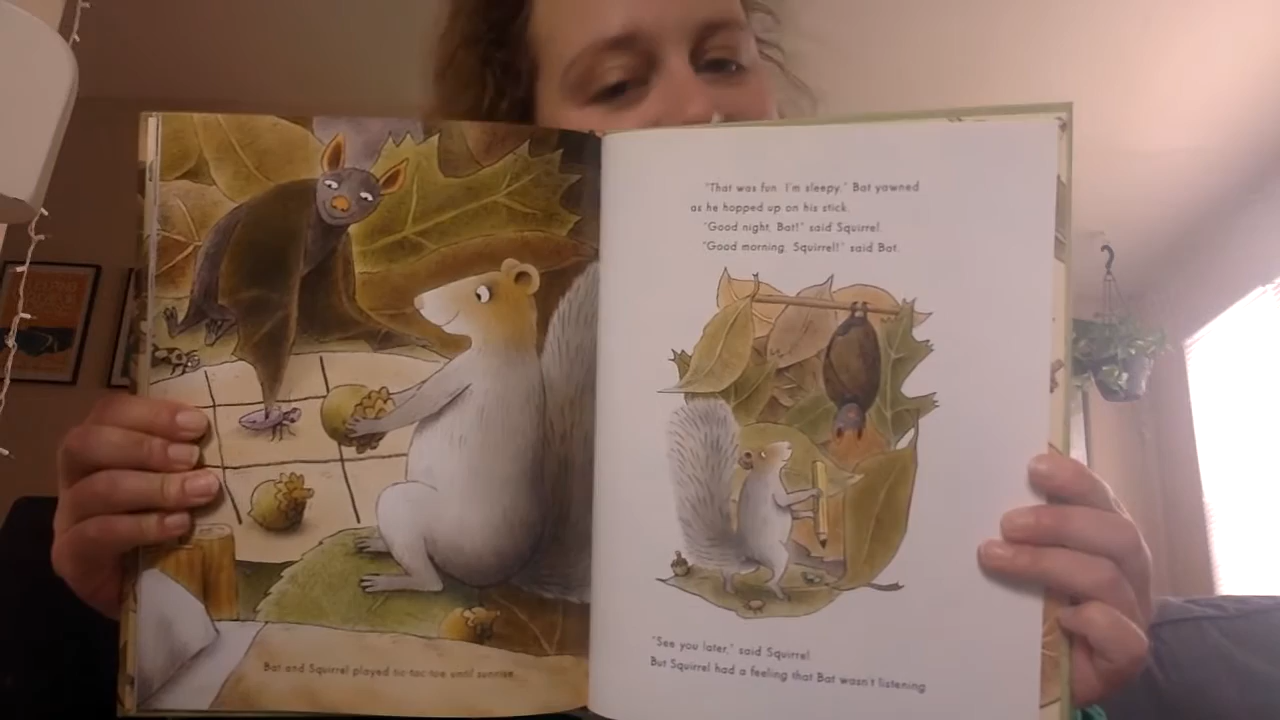 Bat and Squirrel played tic-tac-toe until sunrise.
"That was fun. I'm sleepy," Bat yawned
as he hopped up on his stick.
"Good night, Bat!" said Squirrel.
"Good morning, Squirrel!" said Bat.
"See you later," said Squirrel.
But Squirrel had a feeling that Bat wasn't listening